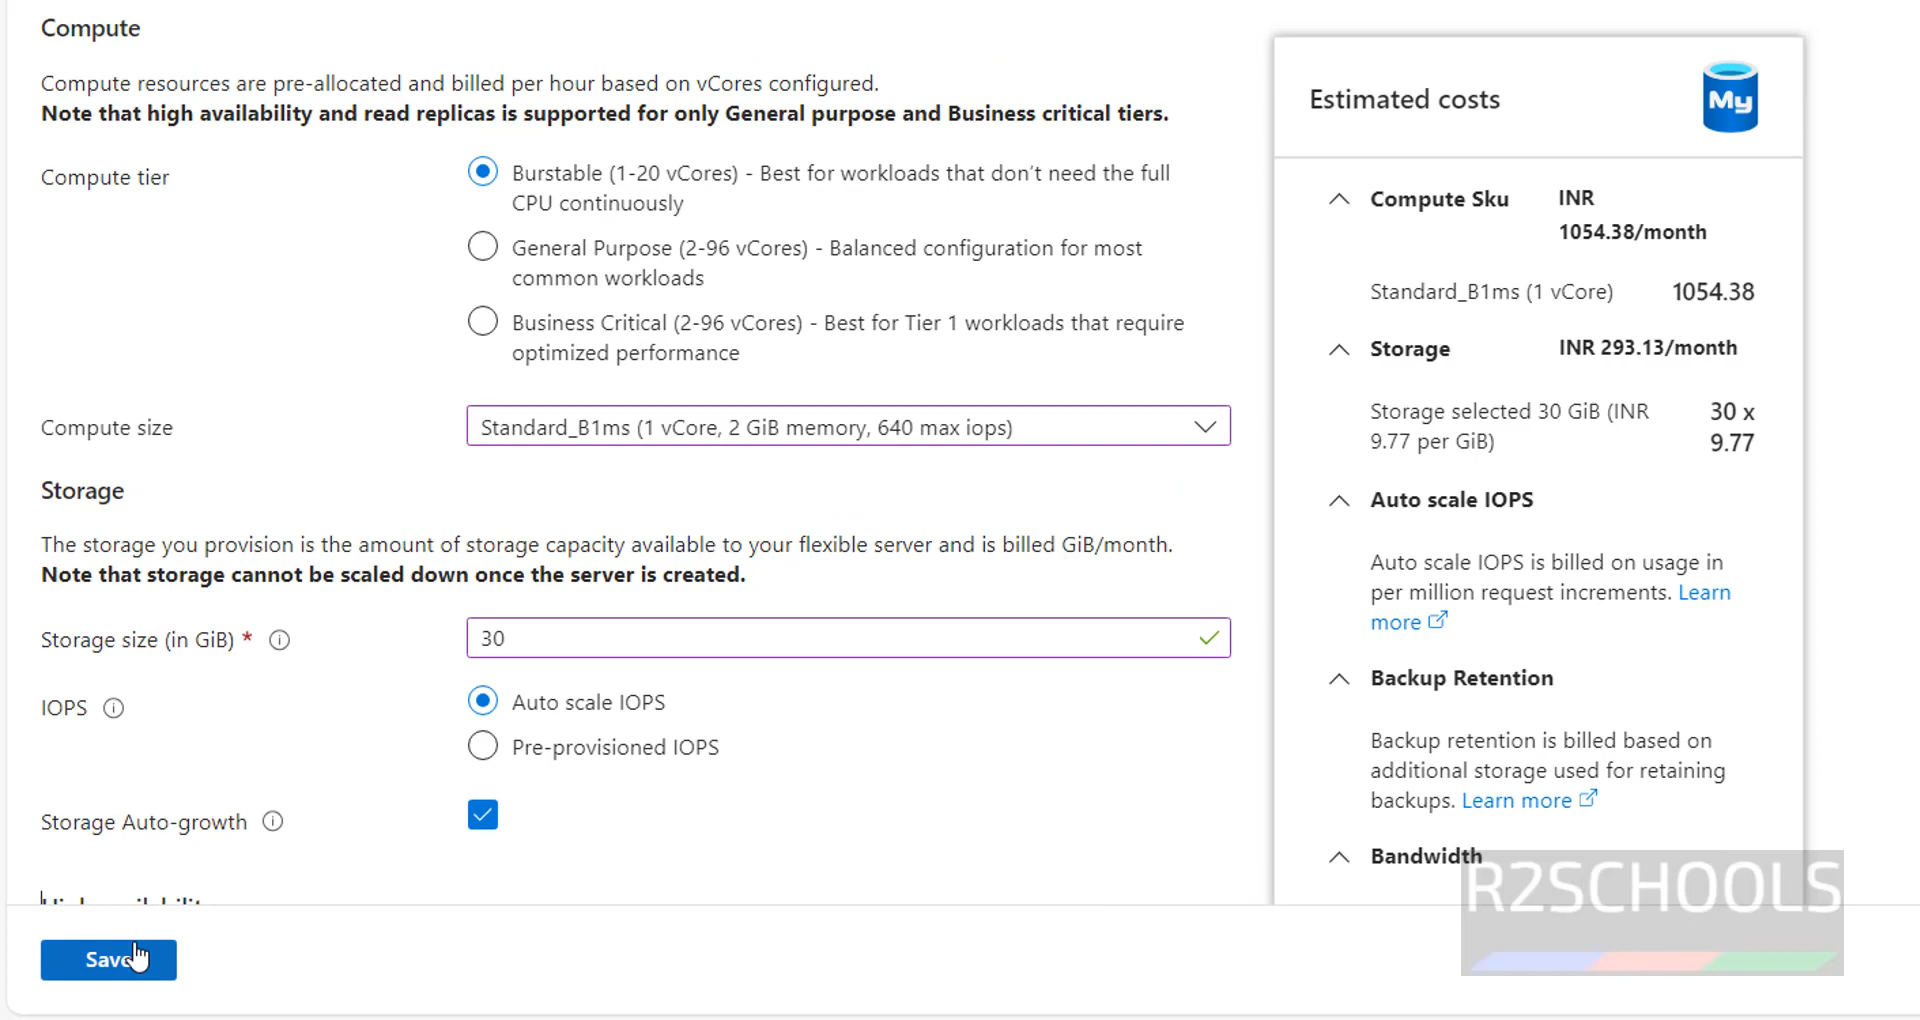 Compute
Compute resources are pre-allocated and billed per hour based on vCores configured.
Note that high availability and read replicas is supported for only General purpose and Business critical tiers.
Compute tier
Burstable (1-20 vCores) - Best for workloads that don’t need the full
CPU continuously
General Purpose (2-96 vCores) - Balanced configuration for most
common workloads
Business Critical (2-96 vCores) - Best for Tier 1 workloads that require
optimized performance
Compute size
Standard_B1ms (1 vCore, 2 GiB memory, 640 max iops)
Storage
The storage you provision is the amount of storage capacity available to your flexible server and is billed GiB/month.
Note that storage cannot be scaled down once the server is created.
Storage size (in GiB) *
30
IOPS
Auto scale IOPS
Pre-provisioned IOPS
Storage Auto-growth
Save
Estimated costs
My
Compute Sku INR
1054.38/month
Standard_B1ms (1 vCore) 1054.38
Storage INR 293.13/month
Storage selected 30 GiB (INR 30 x
9.77 per GiB) 9.77
Auto scale IOPS
Auto scale IOPS is billed on usage in
per million request increments. Learn
more
Backup Retention
Backup retention is billed based on
additional storage used for retaining
backups. Learn more
Bandwidth
R2SCHOOLS